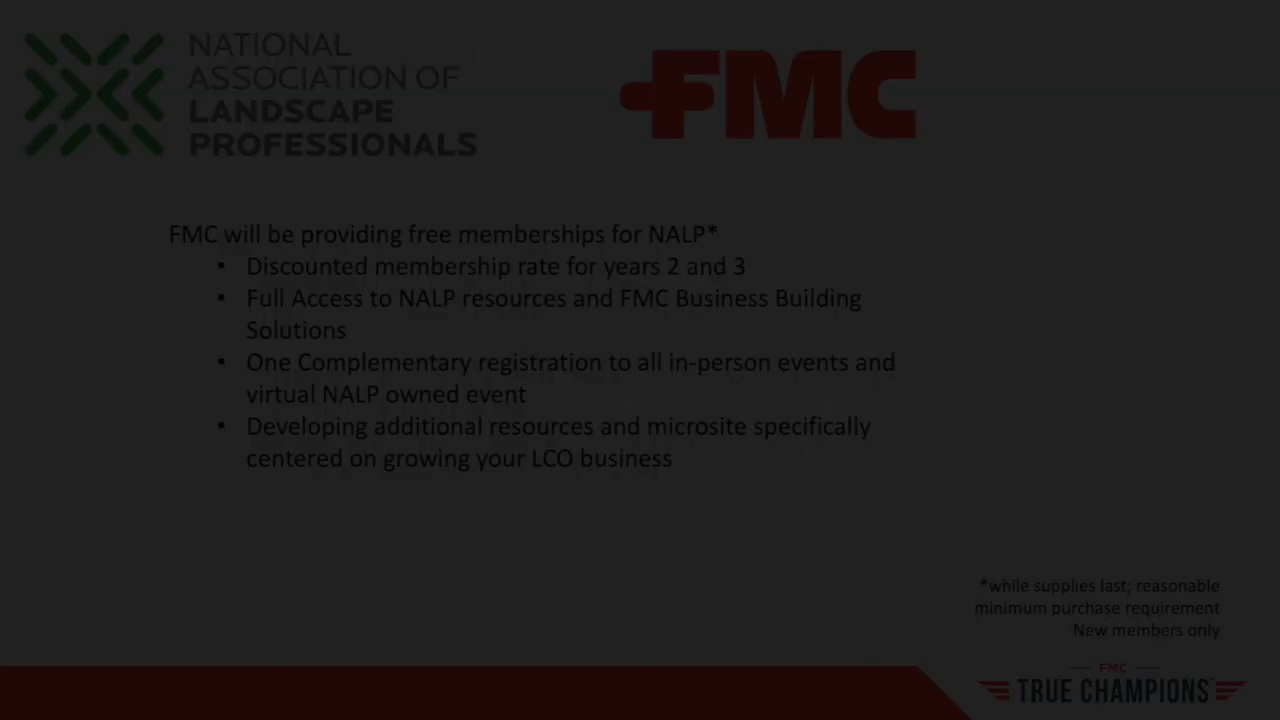 NATIONAL
ASSOCIATION OF
LANDSCAPE
PROFESSIONALS
FMC
FMC will be providing free memberships for NALP*
• Discounted membership rate for years 2 and 3
• Full Access to NALP resources and FMC Business Building
Solutions
• One Complementary registration to all in-person events and
virtual NALP owned event
• Developing additional resources and microsite specifically
centered on growing your LCO business
*while supplies last; reasonable
minimum purchase requirement
New members only
FMC
TRUE CHAMPIONS